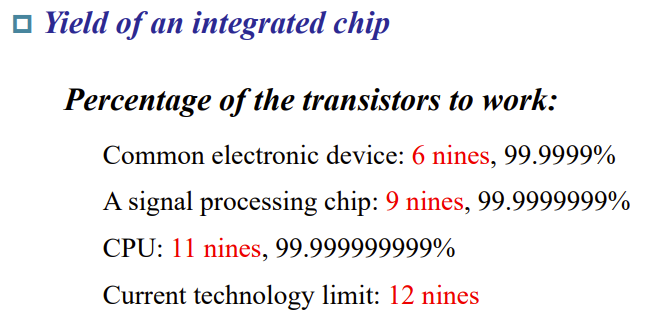 Yield of an integrated chip
Percentage of the transistors to work:
Common electronic device: 6 nines, 99.9999%
A signal processing chip: 9 nines, 99.9999999%
CPU: 11 nines, 99.999999999%
Current technology limit: 12 nines